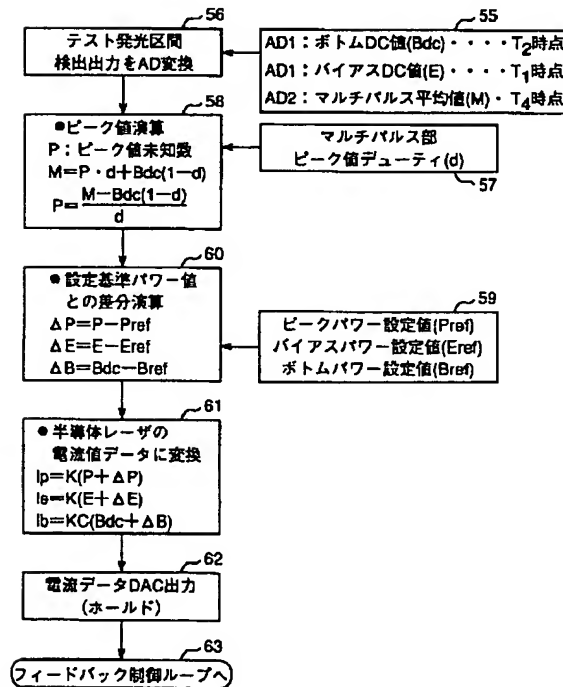 56
テスト発光区間
検出出力をAD変換
55
AD1：ボトムDC値(Bdc)・・・・T2時点
AD1：バイアスDC値(E)・・・・T1時点
AD2：マルチパルス平均値(M)・T4時点
58
●ピーク値演算
P：ピーク値未知数
M=P・d+Bdc(1-d)
P=M-Bdc(1-d)/d
マルチパルス部
ピーク値デューティ(d)
57
60
●設定基準パワー値
との差分演算
ΔP=P-Pref
ΔE=E-Eref
ΔB=Bdc-Bref
59
ピークパワー設定値(Pref)
バイアスパワー設定値(Eref)
ボトムパワー設定値(Bref)
61
●半導体レーザの
電流値データに変換
Ip=K(P+ΔP)
Ie=K(E+ΔE)
Ib=KC(Bdc+ΔB)
62
電流データDAC出力
(ホールド)
63
フィードバック制御ループへ